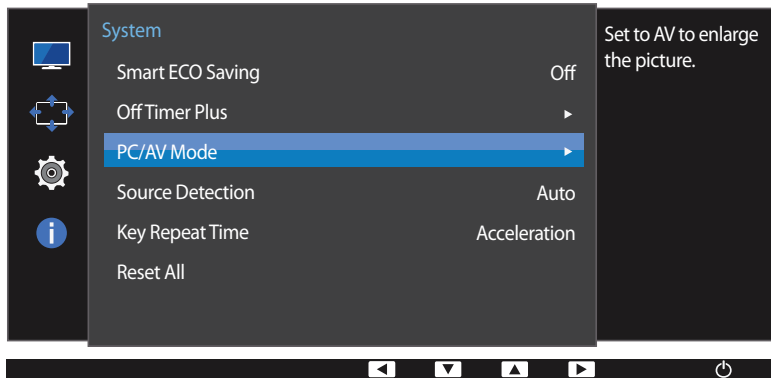 System
Smart ECO Saving Off
Off Timer Plus
PC/AV Mode
Source Detection Auto
Key Repeat Time Acceleration
Reset All
Set to AV to enlarge
the picture.